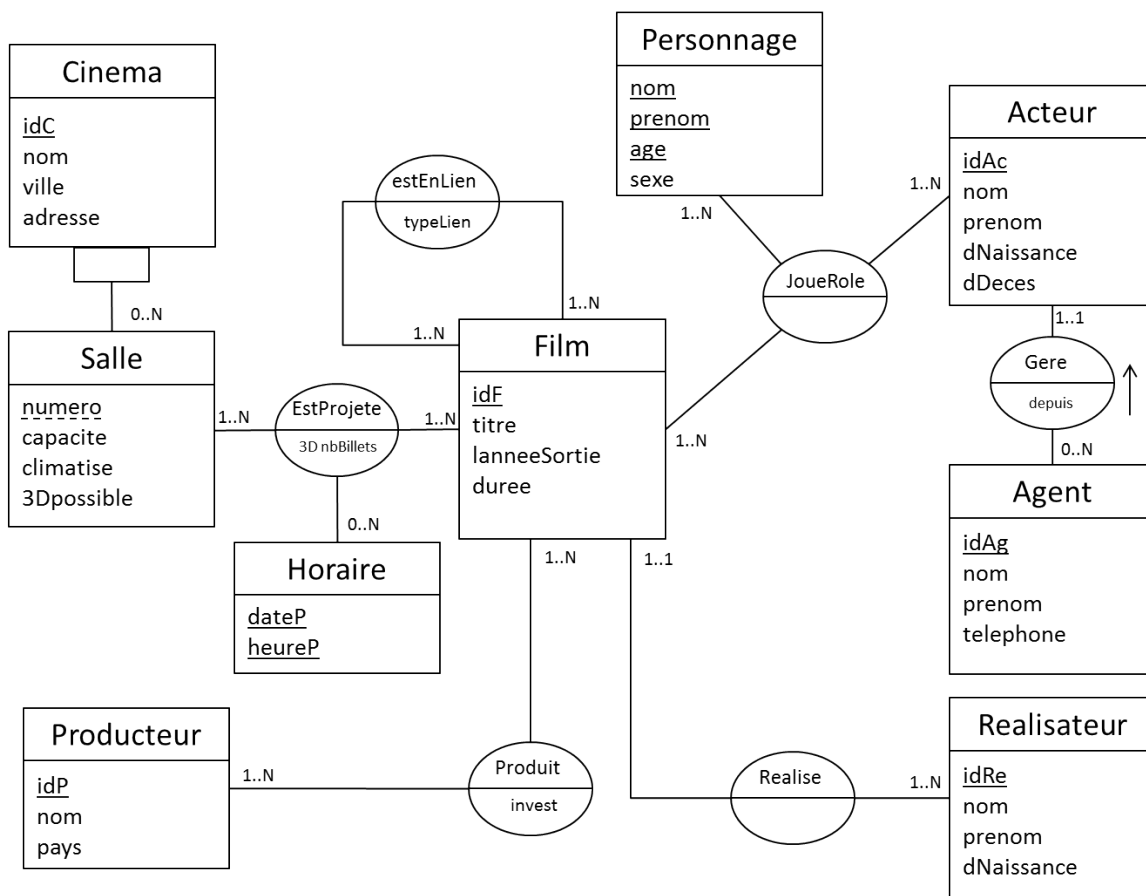 Cinema
idC
nom
ville
adresse
0..N
Salle
numero
capacite
climatise
3Dpossible
1..N
EstProjete
3D nbBillets
1..N
0..N
Horaire
dateP
heureP
estEnLien
typeLien
1..N
1..N
Film
idF
titre
lanneeSortie
duree
Personnage
nom
prenom
age
sexe
1..N
JoueRole
1..N
1..N
Acteur
idAc
nom
prenom
dNaissance
dDeces
1..1
Gere
depuis
0..N
Agent
idAg
nom
prenom
telephone
1..N
1..1
Producteur
idP
nom
pays
1..N
Produit
invest
Realise
1..N
Realisateur
idRe
nom
prenom
dNaissance